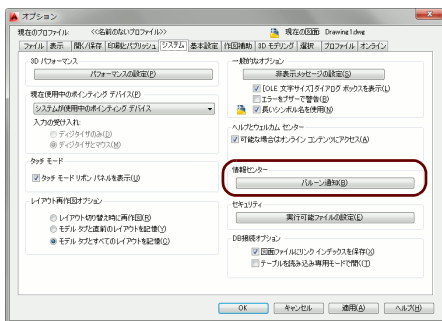 オプション
現在のプロファイル: <<名前のないプロファイル>> 現在の図面 Drawing1.dwg
ファイル 表示 開く/保存 印刷とパブリッシュ システム 基本設定 作図補助 3D モデリング 選択 プロファイル オンライン
3D パフォーマンス
パフォーマンスの設定(P)
現在使用中のポインティング デバイス(P)
システムが使用中のポインティング デバイス
入力の受け入れ:
ディジタイザのみ(D)
ディジタイザとマウス(M)
タッチ モード
タッチ モード リボン パネルを表示(U)
レイアウト再作図オプション
レイアウト切り替え時に再作図(R)
モデル タブと直前のレイアウトを記憶(Y)
モデル タブとすべてのレイアウトを記憶(C)
一般的なオプション
非表示メッセージの設定(S)
[OLE 文字サイズ]ダイアログ ボックスを表示(L)
エラーをブザーで警告(B)
長いシンボル名を使用(N)
ヘルプとウェルカム センター
可能な場合はオンライン コンテンツにアクセス(A)
情報センター
バルーン通知(B)
セキュリティ
実行可能ファイルの設定(E)
DB接続オプション
図面ファイルにリンク インデックスを保存(X)
テーブルを読み込み専用モードで開く(T)
OK キャンセル 適用(A) ヘルプ(H)